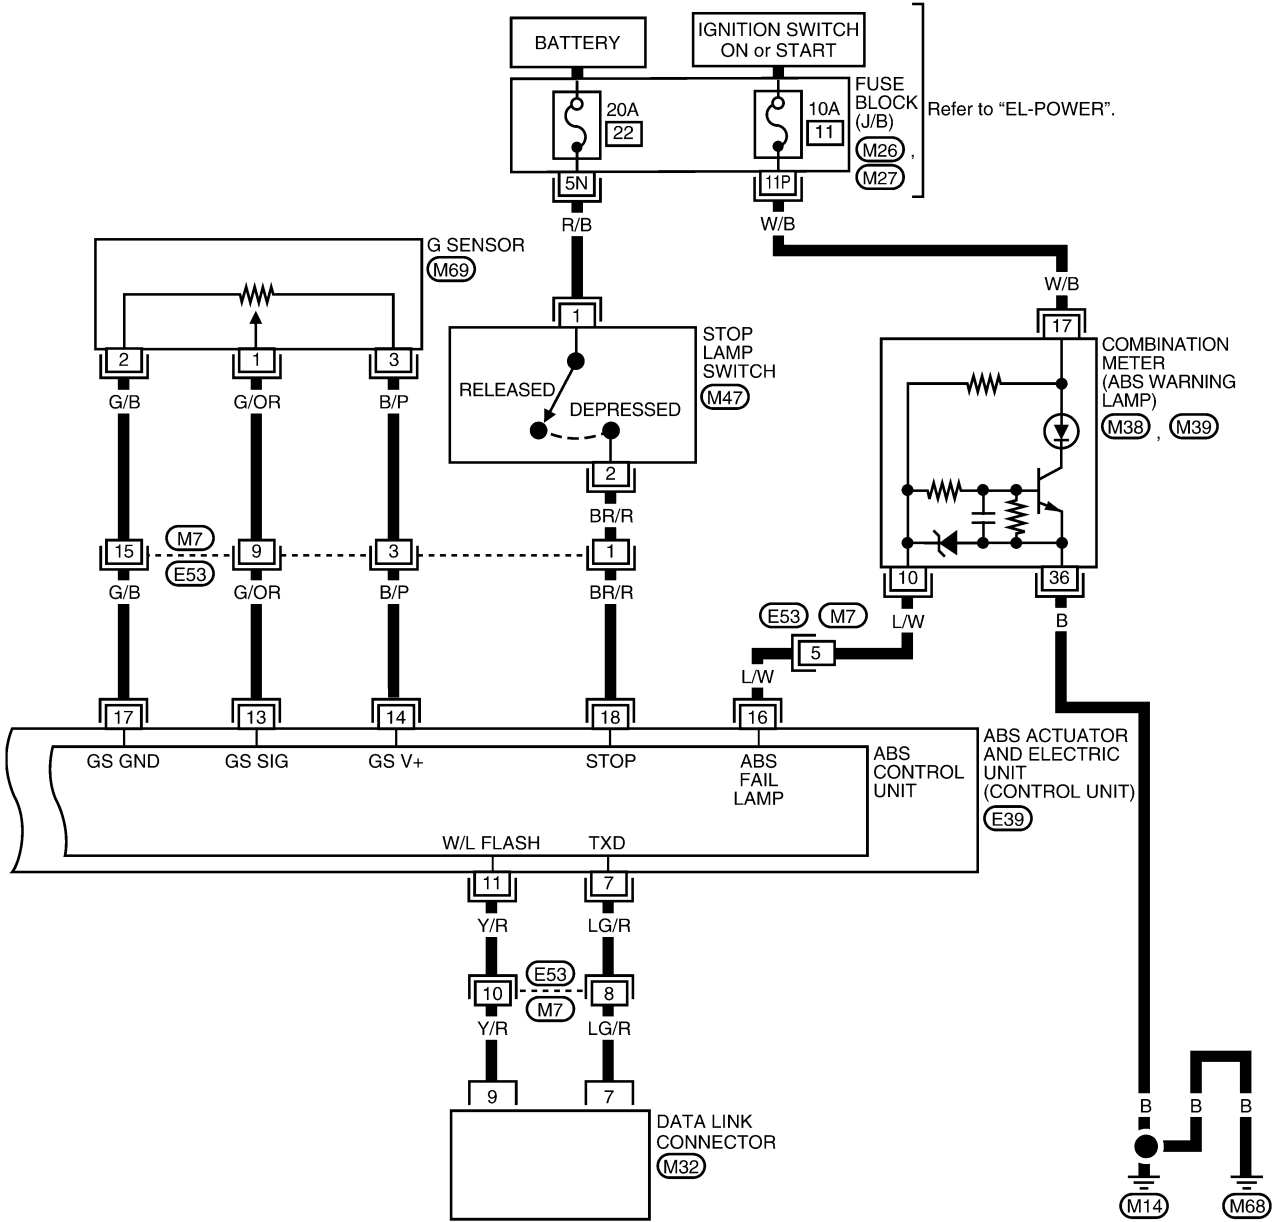 BATTERY
IGNITION SWITCH
ON or START
20A
22
10A
11
FUSE
BLOCK
(J/B)
M26 ,
M27
Refer to “EL-POWER”.
5N
11P
R/B
W/B
G SENSOR
M69
W/B
2
1
3
1
17
STOP
LAMP
SWITCH
M47
RELEASED
DEPRESSED
COMBINATION
METER
(ABS WARNING
LAMP)
M38 , M39
G/B
G/OR
B/P
2
BR/R
M7
E53
15
9
3
1
10
36
G/B
G/OR
B/P
BR/R
E53
M7
L/W
B
5
L/W
17
13
14
18
16
GS GND
GS SIG
GS V+
STOP
ABS
FAIL
LAMP
ABS
CONTROL
UNIT
ABS ACTUATOR
AND ELECTRIC
UNIT
(CONTROL UNIT)
E39
W/L FLASH
TXD
11
7
Y/R
LG/R
E53
M7
10
8
Y/R
LG/R
9
7
DATA LINK
CONNECTOR
M32
B
B
B
M14
M68